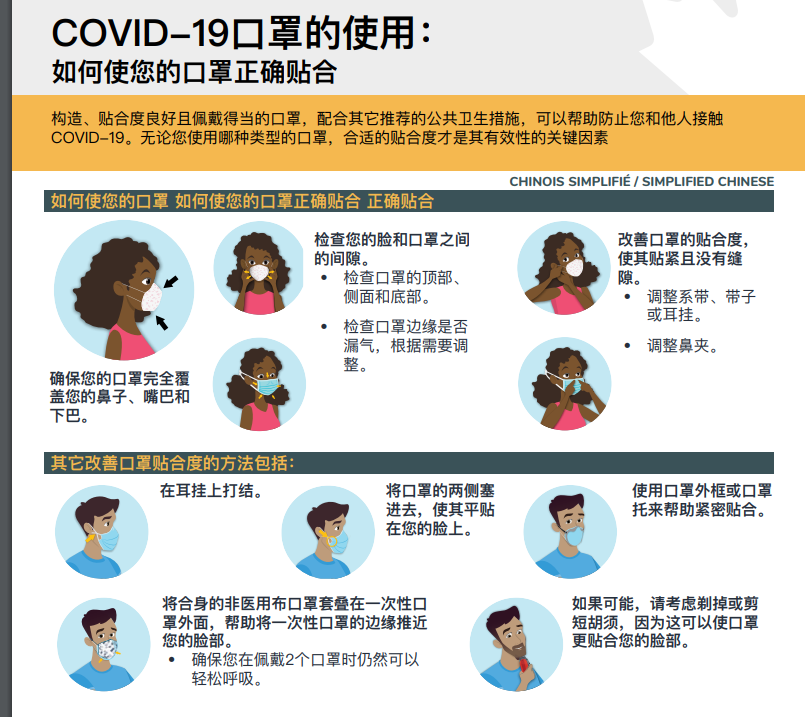 COVID–19口罩的使用：
如何使您的口罩正确贴合
构造、贴合度良好且佩戴得当的口罩，配合其它推荐的公共卫生措施，可以帮助防止您和他人接触
COVID–19。无论您使用哪种类型的口罩，合适的贴合度才是其有效性的关键因素
CHINOIS SIMPLIFIÉ / SIMPLIFIED CHINESE
如何使您的口罩 如何使您的口罩正确贴合 正确贴合
确保您的口罩完全覆
盖您的鼻子、嘴巴和
下巴。
检查您的脸和口罩之间
的间隙。
• 检查口罩的顶部、
侧面和底部。
• 检查口罩边缘是否
漏气，根据需要调
整。
改善口罩的贴合度，
使其贴紧且没有缝
隙。
• 调整系带、带子
或耳挂。
• 调整鼻夹。
其它改善口罩贴合度的方法包括：
在耳挂上打结。
将口罩的两侧塞
进去，使其平贴
在您的脸上。
使用口罩外框或口罩
托来帮助紧密贴合。
将合身的非医用布口罩套叠在一次性口
罩外面，帮助将一次性口罩的边缘推近
您的脸部。
• 确保您在佩戴2个口罩时仍然可以
轻松呼吸。
如果可能，请考虑剃掉或剪
短胡须，因为这可以使口罩
更贴合您的脸部。